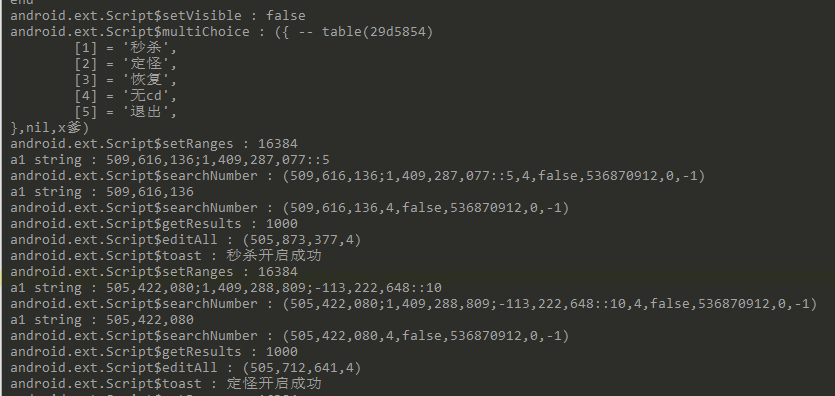 end
android.ext.Script$setVisible : false
android.ext.Script$multiChoice : ({ -- table(29d5854)
[1] = '秒杀',
[2] = '定怪',
[3] = '恢复',
[4] = '无cd',
[5] = '退出',
},nil,x爹)
android.ext.Script$setRanges : 16384
a1 string : 509,616,136;1,409,287,077::5
android.ext.Script$searchNumber : (509,616,136;1,409,287,077::5,4,false,536870912,0,-1)
a1 string : 509,616,136
android.ext.Script$searchNumber : (509,616,136,4,false,536870912,0,-1)
android.ext.Script$getResults : 1000
android.ext.Script$editAll : (505,873,377,4)
android.ext.Script$toast : 秒杀开启成功
android.ext.Script$setRanges : 16384
a1 string : 505,422,080;1,409,288,809;-113,222,648::10
android.ext.Script$searchNumber : (505,422,080;1,409,288,809;-113,222,648::10,4,false,536870912,0,-1)
a1 string : 505,422,080
android.ext.Script$searchNumber : (505,422,080,4,false,536870912,0,-1)
android.ext.Script$getResults : 1000
android.ext.Script$editAll : (505,712,641,4)
android.ext.Script$toast : 定怪开启成功